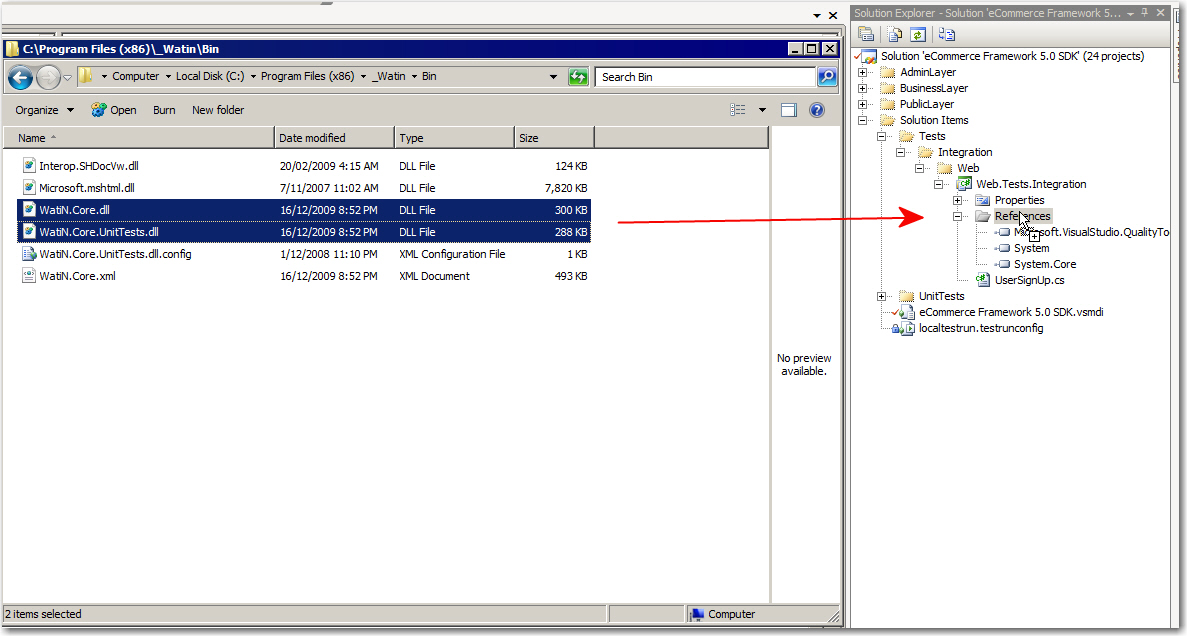 C:\Program Files (x86)\_Watin\Bin
Computer Local Disk (C:) Program Files (x86) _Watin Bin
Search Bin
Organize Open Burn New folder
Name Date modified Type Size
Interop.SHDocVw.dll 20/02/2009 4:15 AM DLL File 124 KB
Microsoft.mshtml.dll 7/11/2007 11:02 AM DLL File 7,820 KB
WatiN.Core.dll 16/12/2009 8:52 PM DLL File 300 KB
WatiN.Core.UnitTests.dll 16/12/2009 8:52 PM DLL File 288 KB
WatiN.Core.UnitTests.dll.config 1/12/2008 11:10 PM XML Configuration File 1 KB
WatiN.Core.xml 16/12/2009 8:52 PM XML Document 493 KB
No preview
available.
2 items selected
Computer
Solution Explorer - Solution 'eCommerce Framework 5....
Solution 'eCommerce Framework 5.0 SDK' (24 projects)
AdminLayer
BusinessLayer
PublicLayer
Solution Items
Tests
Integration
Web
Web.Tests.Integration
Properties
References
Microsoft.VisualStudio.QualityTo
System
System.Core
UserSignUp.cs
UnitTests
eCommerce Framework 5.0 SDK.vsmdi
localtestrun.testrunconfig